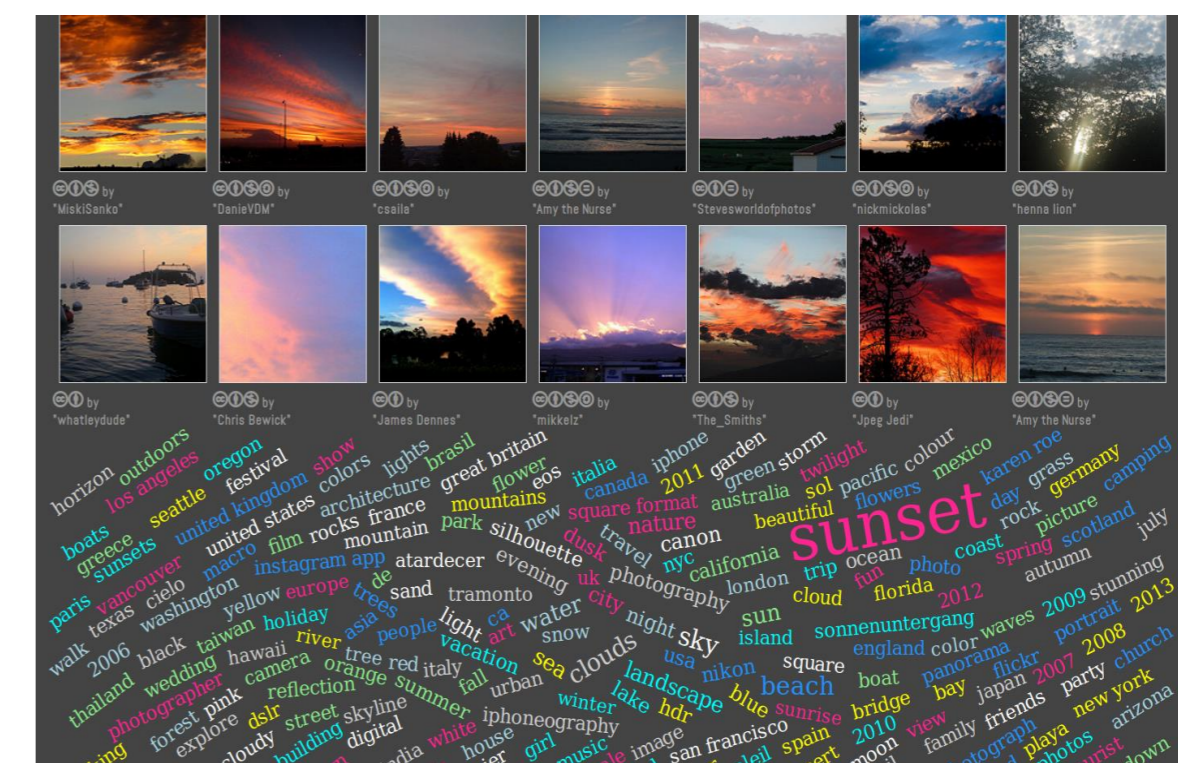 by by by by by by by
"MiskiSanko" "DanieVDM" "csaila" "Amy the Nurse" "Stevesworldofphotos" "nickmickolas" "henna lion"
by by by by by by by
"whatleydude" "Chris Bewick" "James Dennes" "mikkelz" "The_Smiths" "Jpeg Jedi" "Amy the Nurse"
horizon
outdoors
los angeles
oregon
seattle
festival
show
united kingdom
colors
lights
brasil
great britain
flower
eos
italia
canada
iphone
2011
garden
green
storm
twilight
sol
pacific
colour
mexico
karen roe
grass
germany
camping
boats
greece
sunsets
united states
architecture
mountains
square format
australia
beautiful
flowers
sunset
day
rock
picture
scotland
july
paris
vancouver
macro
film
rocks
france
mountain
park
silhouette
new
nature
dusk
travel
canon
nyc
california
ocean
coast
spring
autumn
texas
cielo
washington
instagram app
atardecer
evening
uk
photography
london
trip
fun
photo
walk
2006
yellow
europe
trees
de
sand
tramonto
city
cloud
florida
2012
2009
stunning
black
taiwan
holiday
asia
people
light
art
ca
water
snow
night
sky
sun
island
sonnenuntergang
england
color
waves
portrait
2013
thailand
wedding
hawaii
river
tree
red
italy
vacation
sea
clouds
usa
nikon
square
boat
panorama
flickr
2008
church
photographer
camera
orange
summer
fall
urban
landscape
beach
bridge
bay
japan
2007
party
new york
forest
pink
reflection
street
skyline
iphoneography
winter
lake
hdr
blue
sunrise
2010
view
family
friends
arizona
explore
dslr
cloudy
building
digital
white
house
girl
music
image
san francisco
spain
moon
playa
photos
down